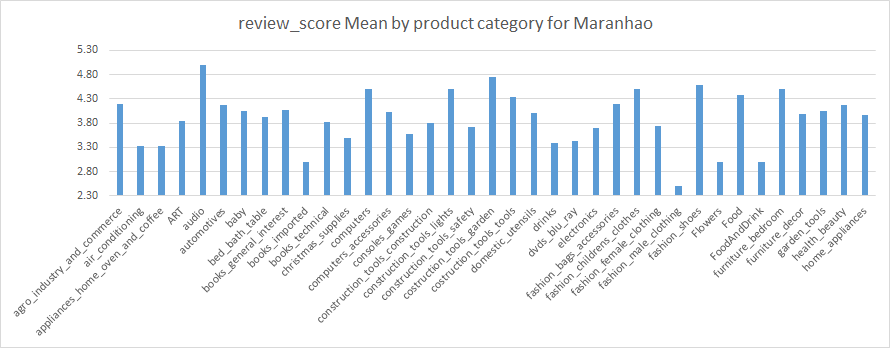 review_score Mean by product category for Maranhao
5.30
4.80
4.30
3.80
3.30
2.80
2.30
agro_industry_and_commerce
air_conditioning
appliances_home_oven_and_coffee
ART
audio
automotives
baby
bed_bath_table
books_general_interest
books_imported
books_technical
christmas_supplies
computers
computers_accessories
consoles_games
construction_tools_construction
construction_tools_lights
construction_tools_safety
costruction_tools_garden
costruction_tools_tools
domestic_utensils
drinks
dvds_blu_ray
electronics
fashion_bags_accessories
fashion_childrens_clothes
fashion_female_clothing
fashion_male_clothing
fashion_shoes
Flowers
Food
FoodAndDrink
furniture_bedroom
furniture_decor
garden_tools
health_beauty
home_appliances